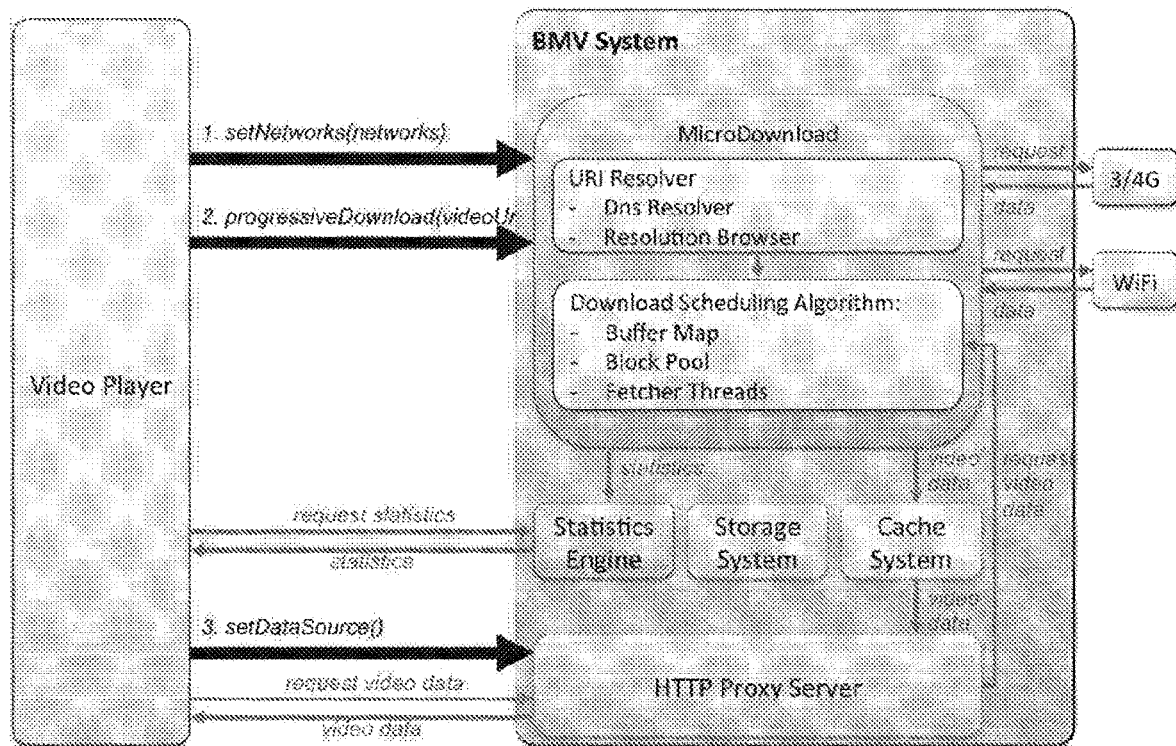 BMV System
1. setNetworks(networks)
MicroDownload
URI Resolver
- Dns Resolver
- Resolution Browser
request
data
3/4G
2. progressiveDownload(videoUr
request
data
WiFi
Download Scheduling Algorithm:
- Buffer Map
- Block Pool
- Fetcher Threads
Video Player
statistics
video
data
request
video
data
request statistics
statistics
Statistics
Engine
Storage
System
Cache
System
video
data
3. setDataSource()
request video data
video data
HTTP Proxy Server